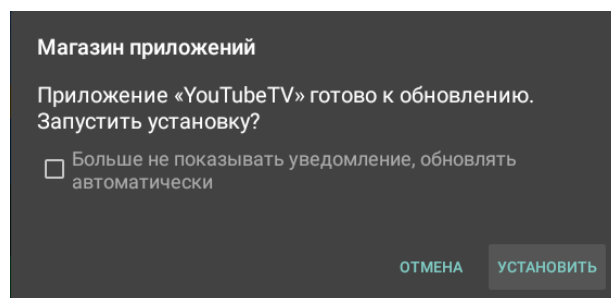 Магазин приложений
Приложение «YouTubeTV» готово к обновлению.
Запустить установку?
Больше не показывать уведомление, обновлять
автоматически
ОТМЕНА УСТАНОВИТЬ